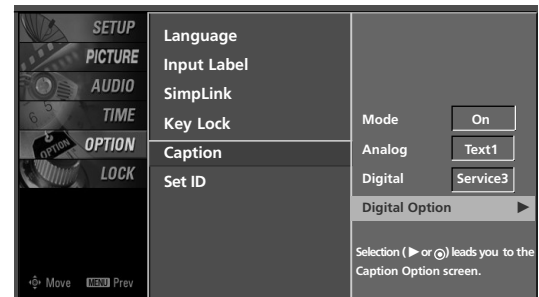 SETUP
PICTURE
AUDIO
TIME
OPTION
LOCK
Move MENU Prev
Language
Input Label
SimpLink
Key Lock
Caption
Set ID
Mode On
Analog Text1
Digital Service3
Digital Option ▶
Selection ( ▶ or ◉) leads you to the
Caption Option screen.